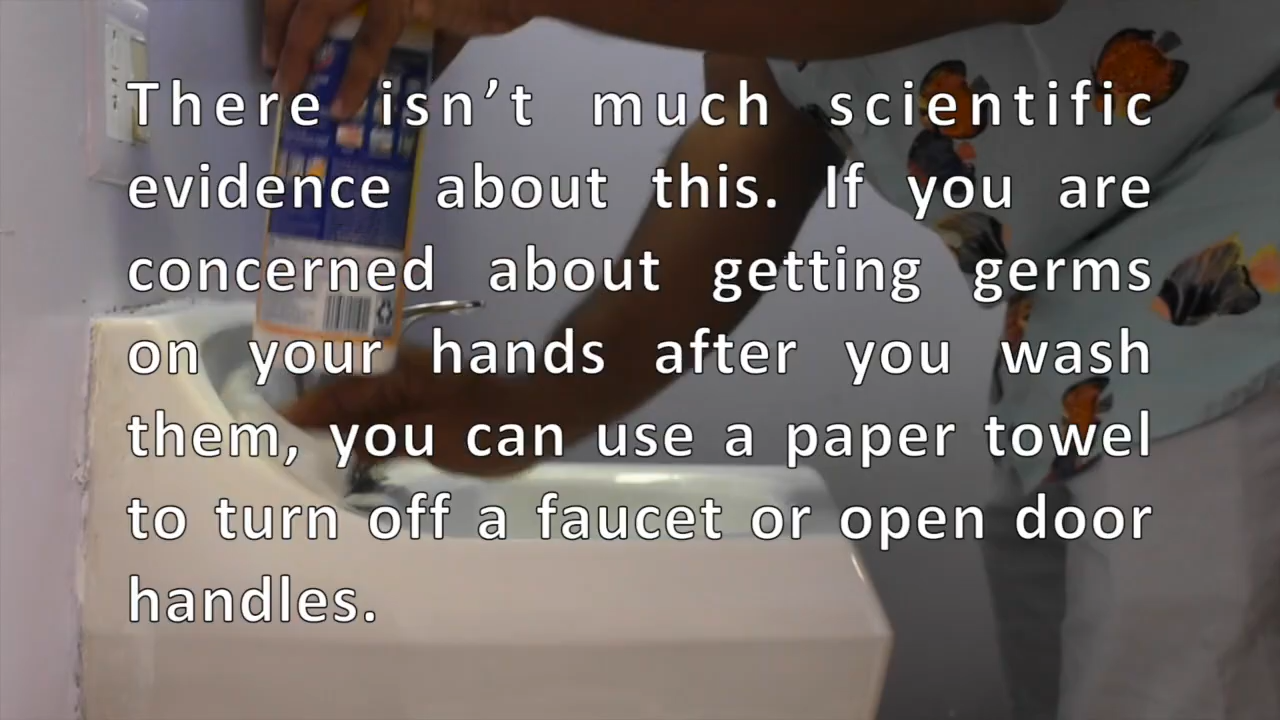 There isn’t much scientific
evidence about this. If you are
concerned about getting germs
on your hands after you wash
them, you can use a paper towel
to turn off a faucet or open door
handles.